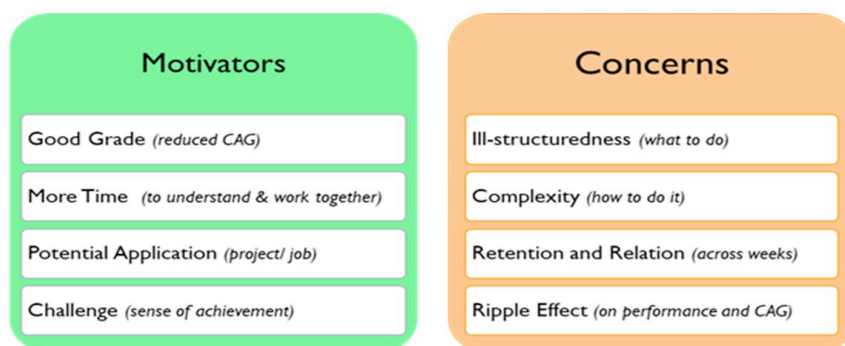 Motivators
Good Grade (reduced CAG)
More Time (to understand & work together)
Potential Application (project/ job)
Challenge (sense of achievement)
Concerns
Ill-structuredness (what to do)
Complexity (how to do it)
Retention and Relation (across weeks)
Ripple Effect (on performance and CAG)